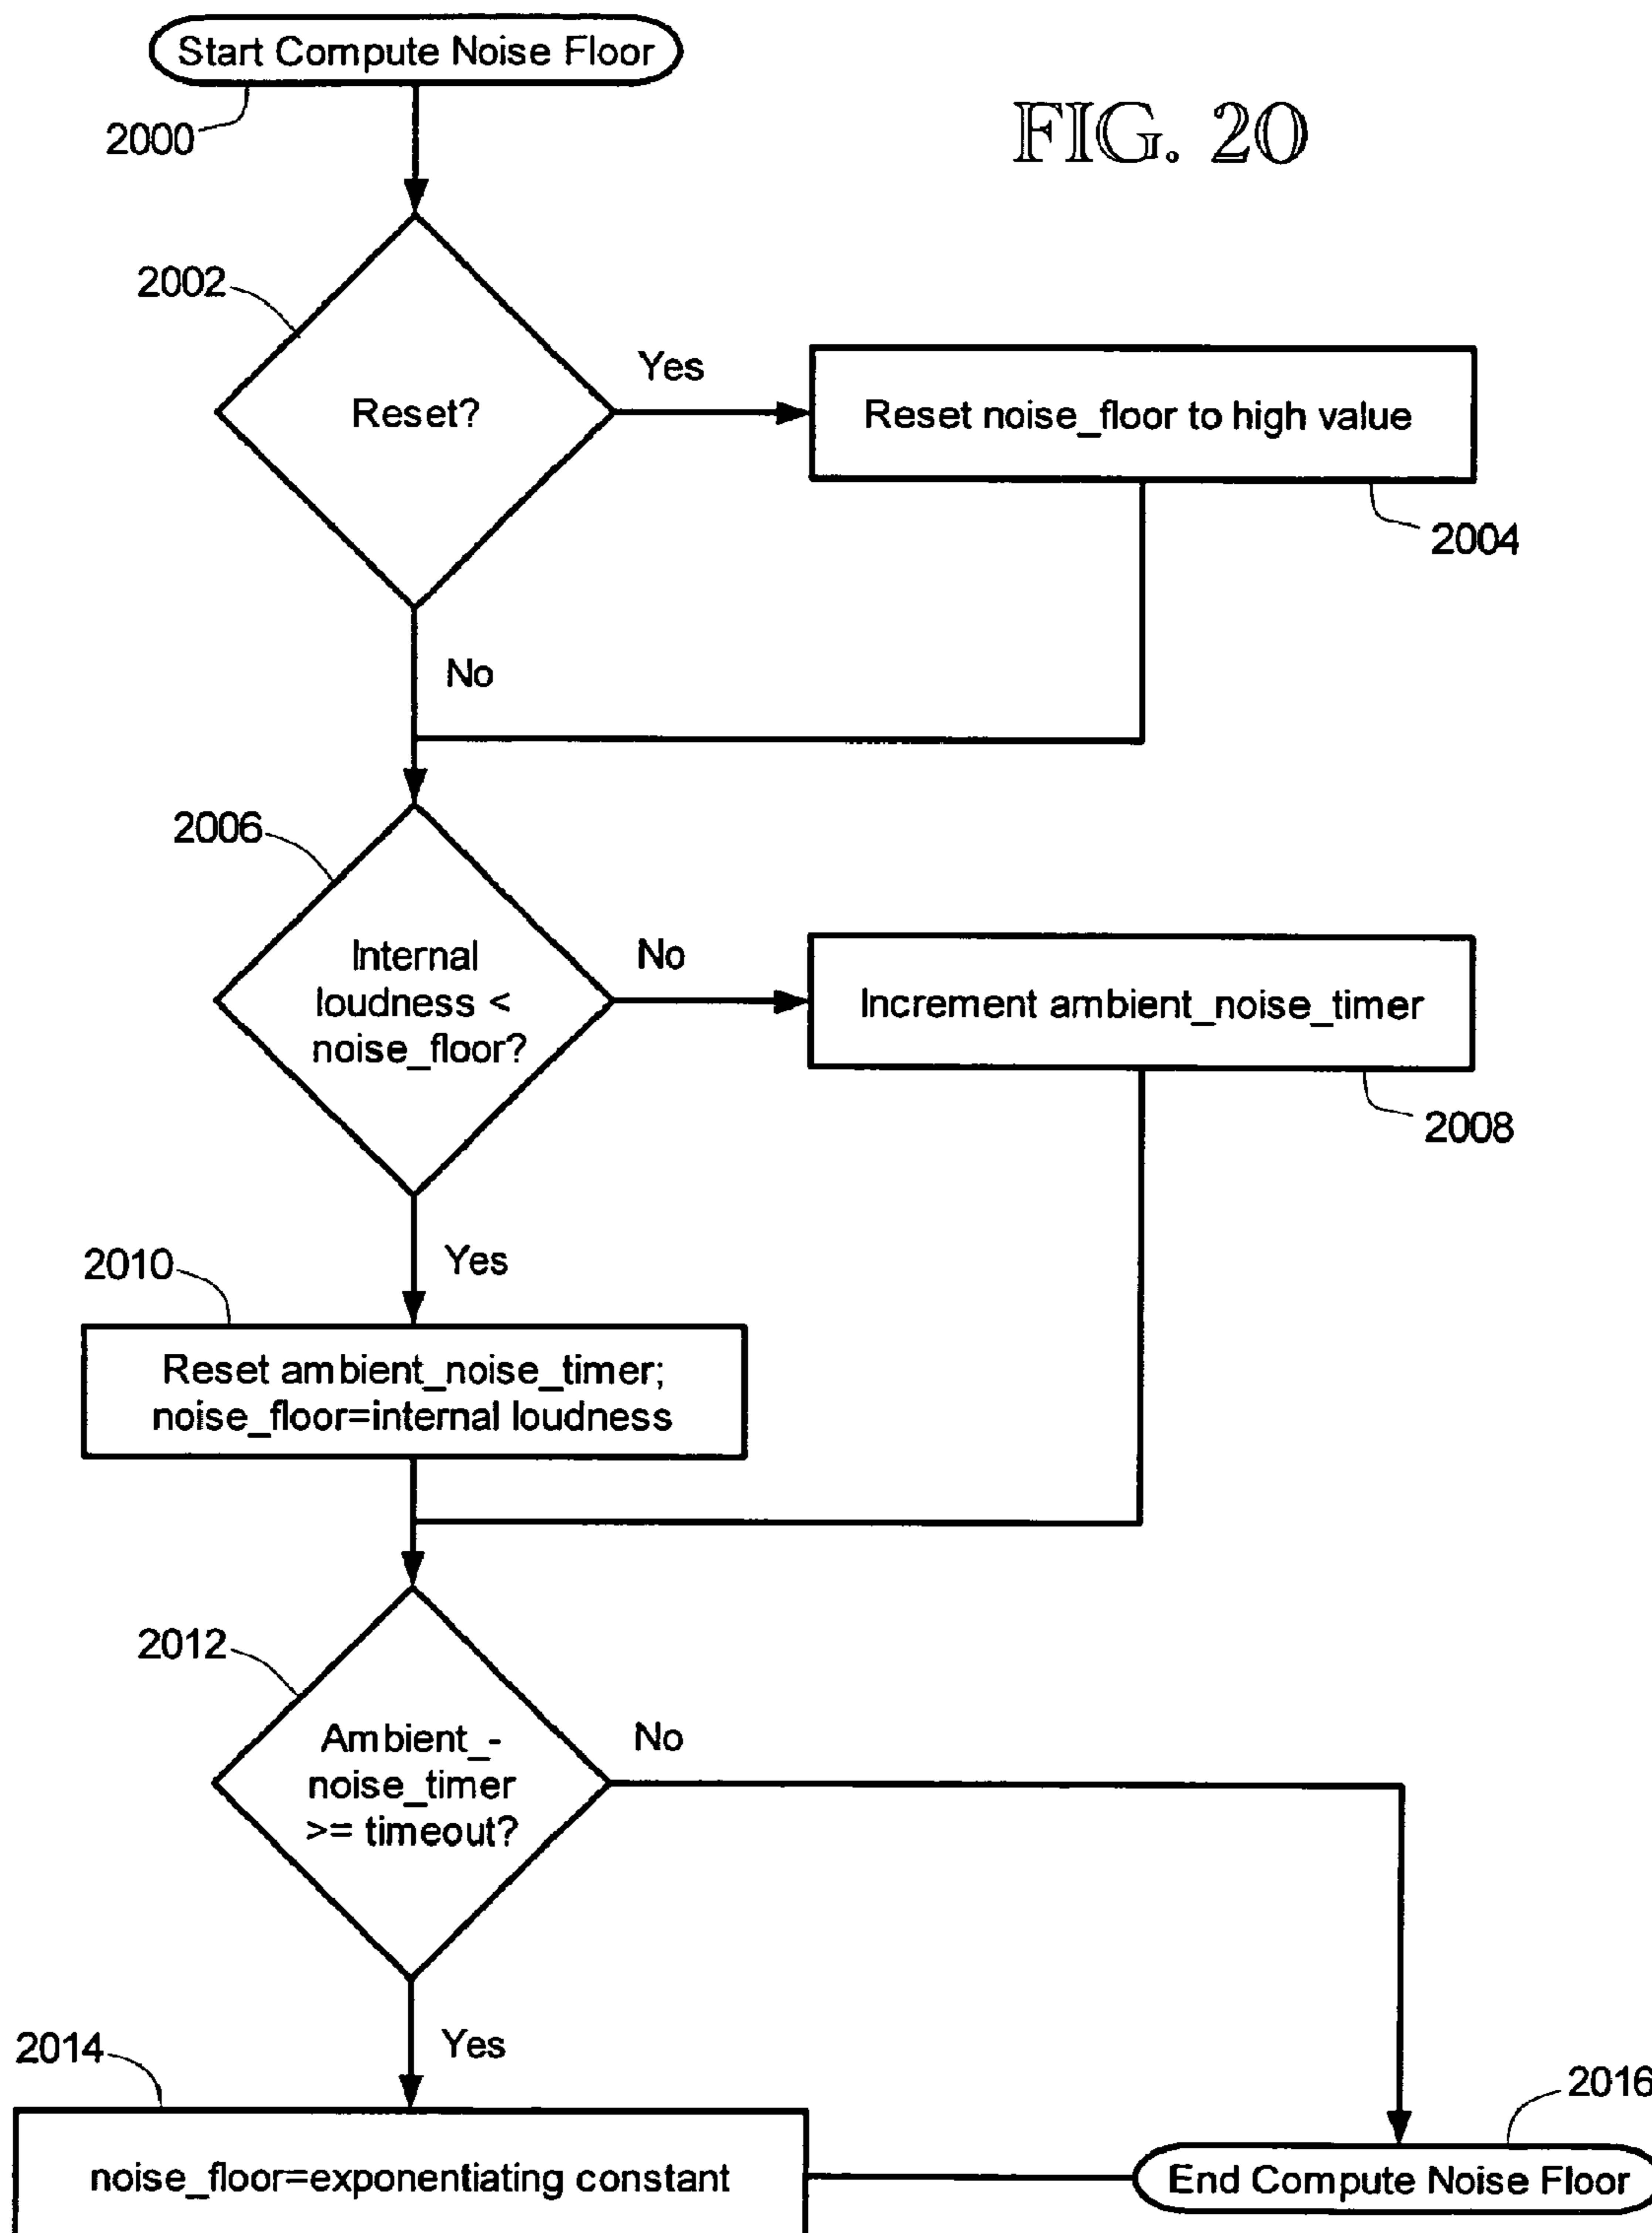 Start Compute Noise Floor
2000
FIG. 20
2002
Reset?
Yes
Reset noise_floor to high value
2004
No
2006
Internal
loudness <
noise_floor?
No
Increment ambient_noise_timer
2008
Yes
2010
Reset ambient_noise_timer;
noise_floor=internal loudness
2012
Ambient_-
noise_timer
>= timeout?
No
Yes
2014
noise_floor=exponentiating constant
2016
End Compute Noise Floor